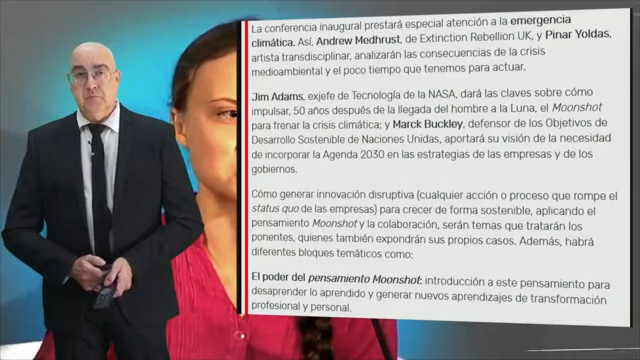 La conferencia inaugural prestará especial atención a la emergencia
climática. Así, Andrew Medhrust, de Extinction Rebellion UK, y Pinar Yoldas,
artista transdisciplinar, analizarán las consecuencias de la crisis
medioambiental y el poco tiempo que tenemos para actuar.
Jim Adams, exjefe de Tecnología de la NASA, dará las claves sobre cómo
impulsar, 50 años después de la llegada del hombre a la Luna, el Moonshot
para frenar la crisis climática; y Marck Buckley, defensor de los Objetivos de
Desarrollo Sostenible de Naciones Unidas, aportará su visión de la necesidad
de incorporar la Agenda 2030 en las estrategias de las empresas y de los
gobiernos.
Cómo generar innovación disruptiva (cualquier acción o proceso que rompe el
status quo de las empresas) para crecer de forma sostenible, aplicando el
pensamiento Moonshot y la colaboración, serán temas que tratarán los
ponentes, quienes también expondrán sus propios casos. Además, habrá
diferentes bloques temáticos como:
El poder del pensamiento Moonshot: introducción a este pensamiento para
desaprender lo aprendido y generar nuevos aprendizajes de transformación
profesional y personal.